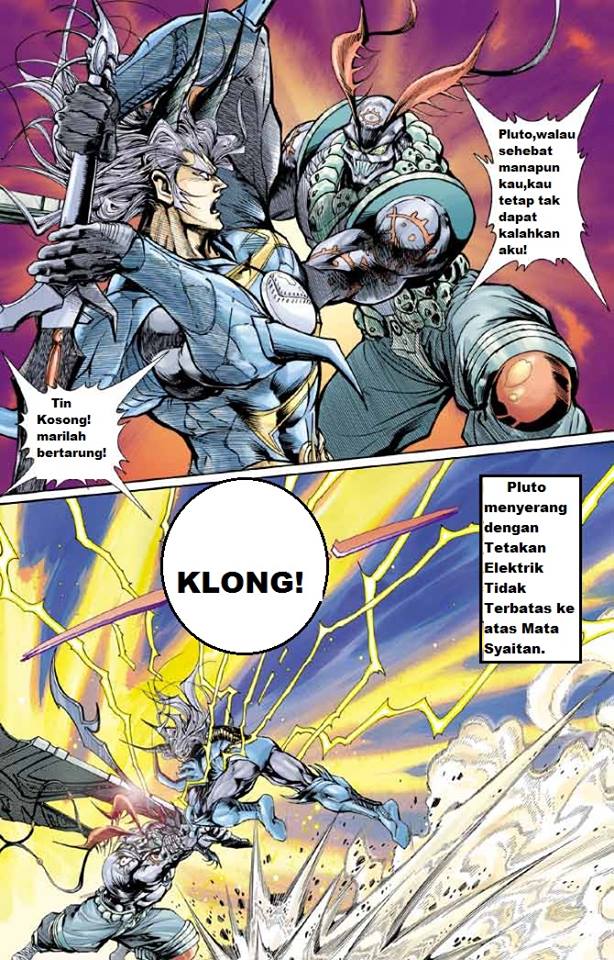 Pluto,walau
sehebat
manapun
kau,kau
tetap tak
dapat
kalahkan
aku!
Tin
Kosong!
marilah
bertarung!
KLONG!
Pluto
menyerang
dengan
Tetakan
Elektrik
Tidak
Terbatas ke
atas Mata
Syaitan.